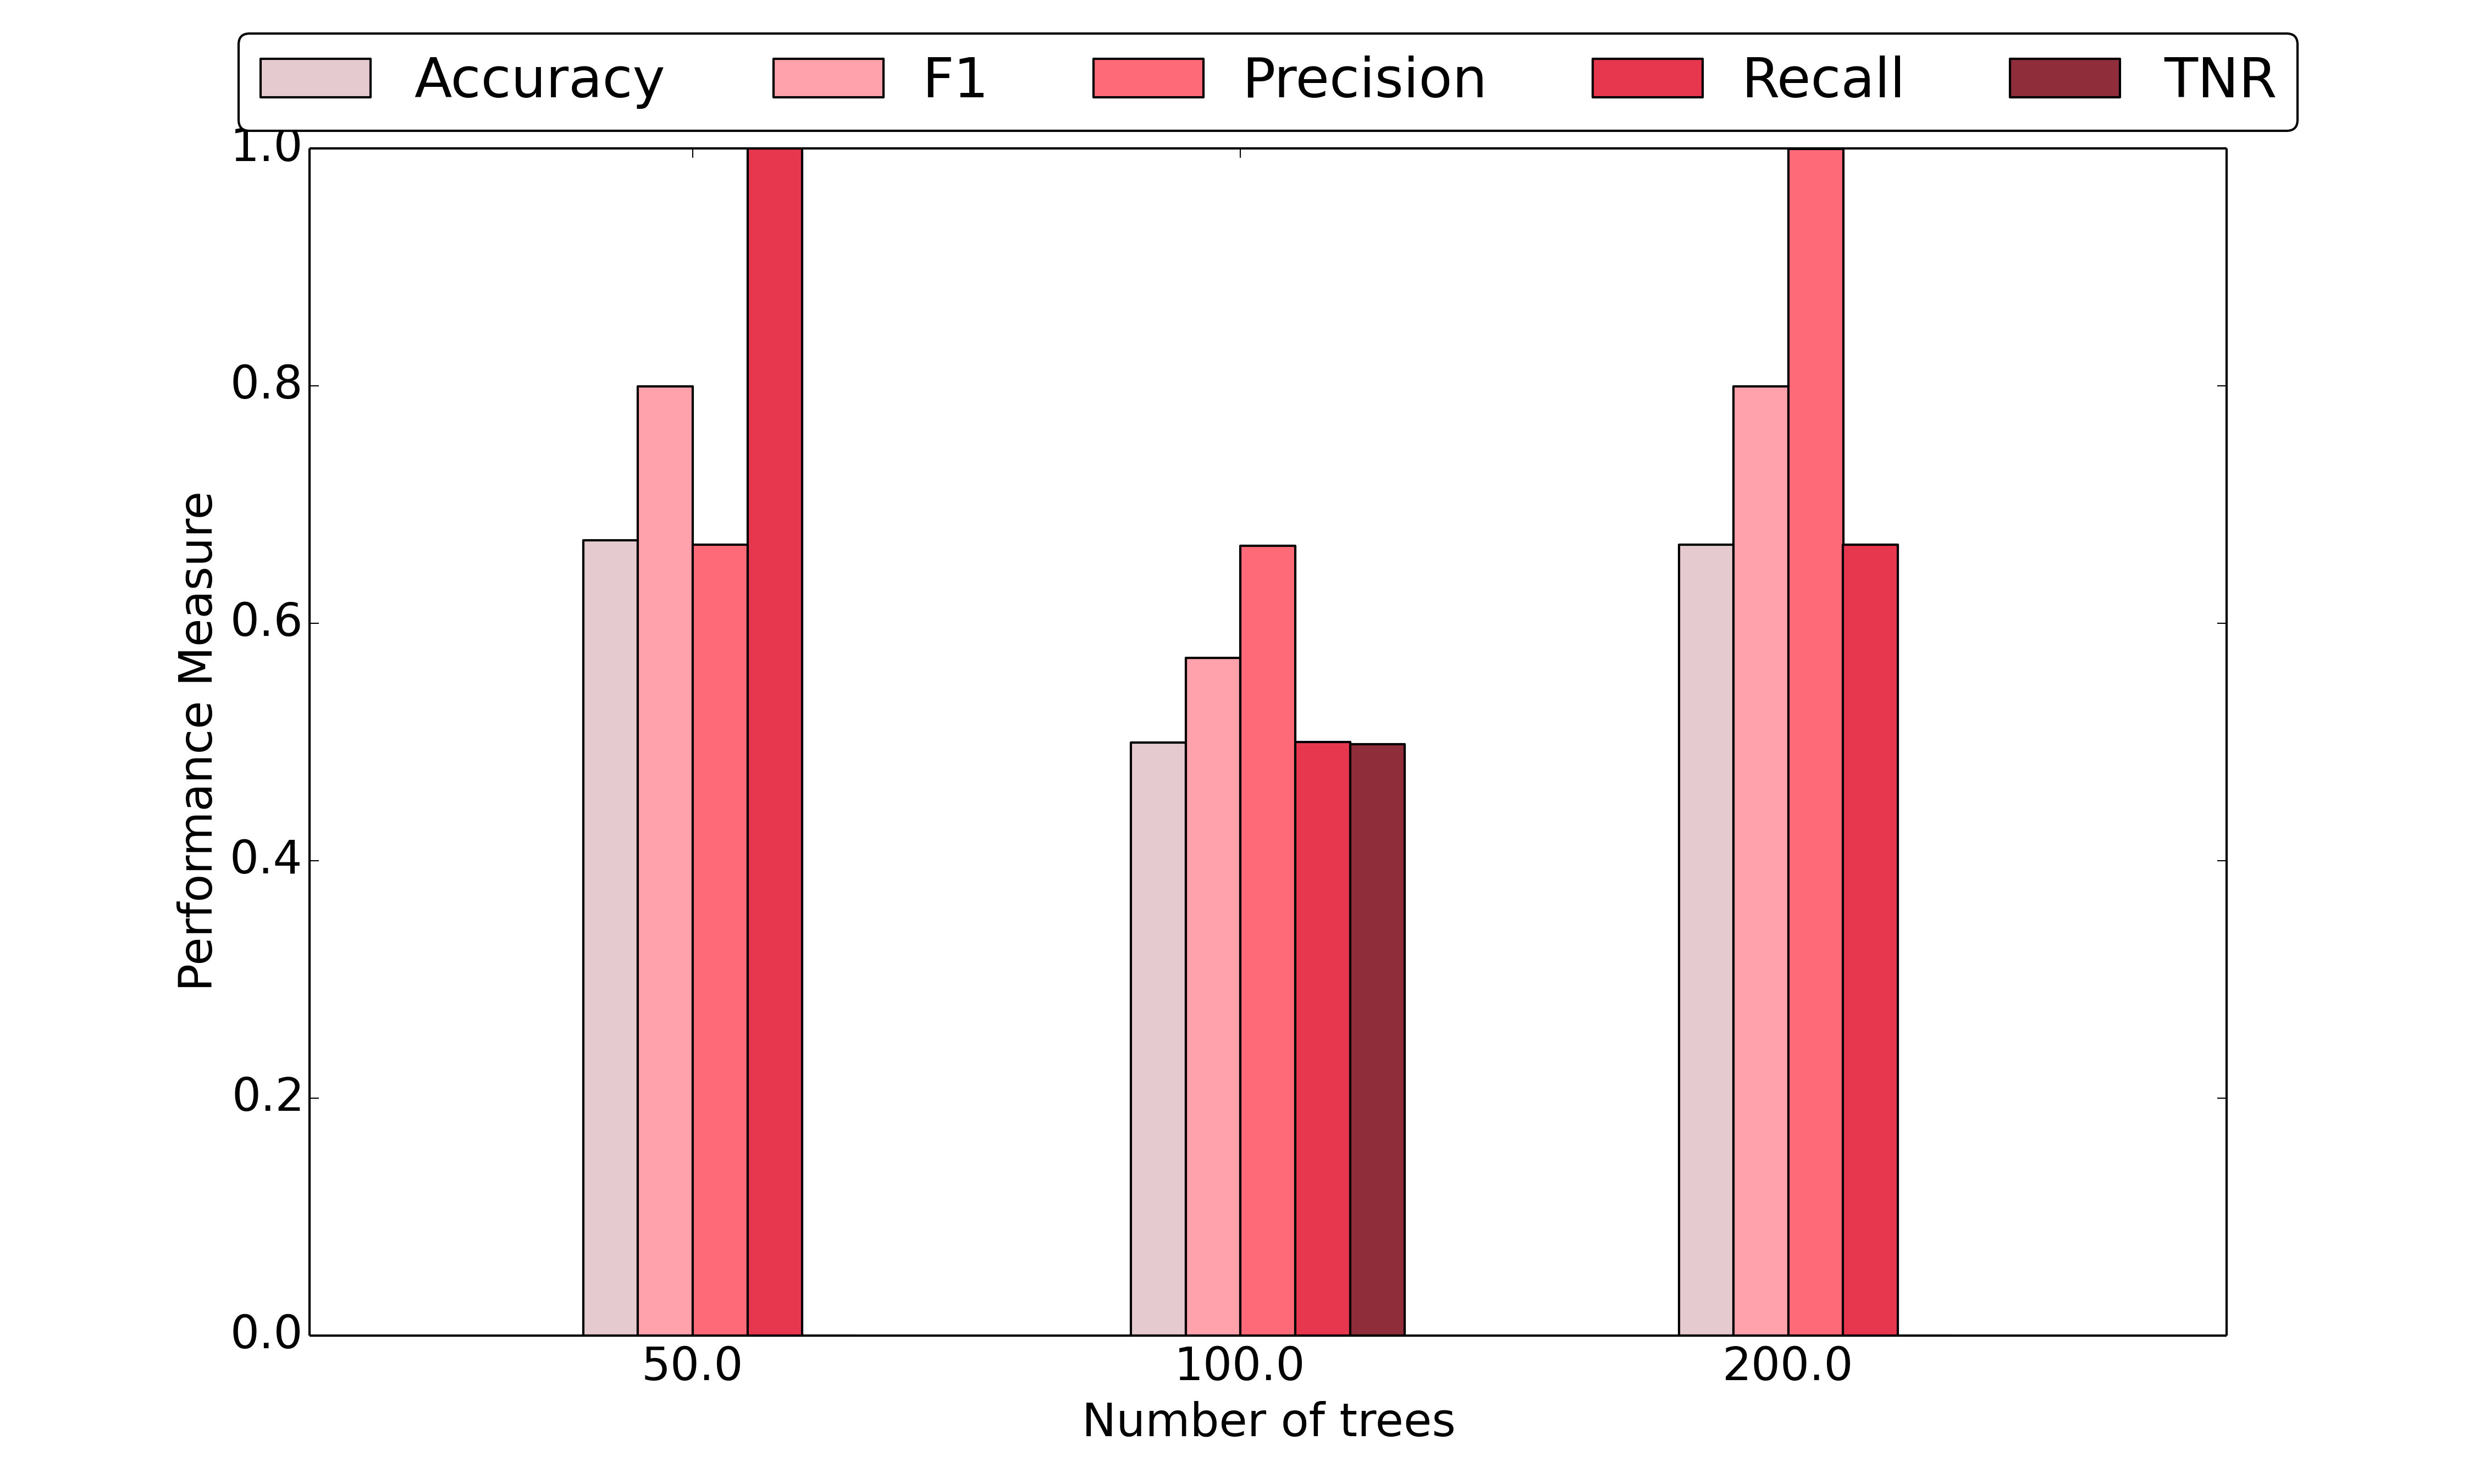 Accuracy F1 Precision Recall TNR
1.0
0.8
0.6
0.4
0.2
0.0
Performance Measure
50.0 100.0 200.0
Number of trees